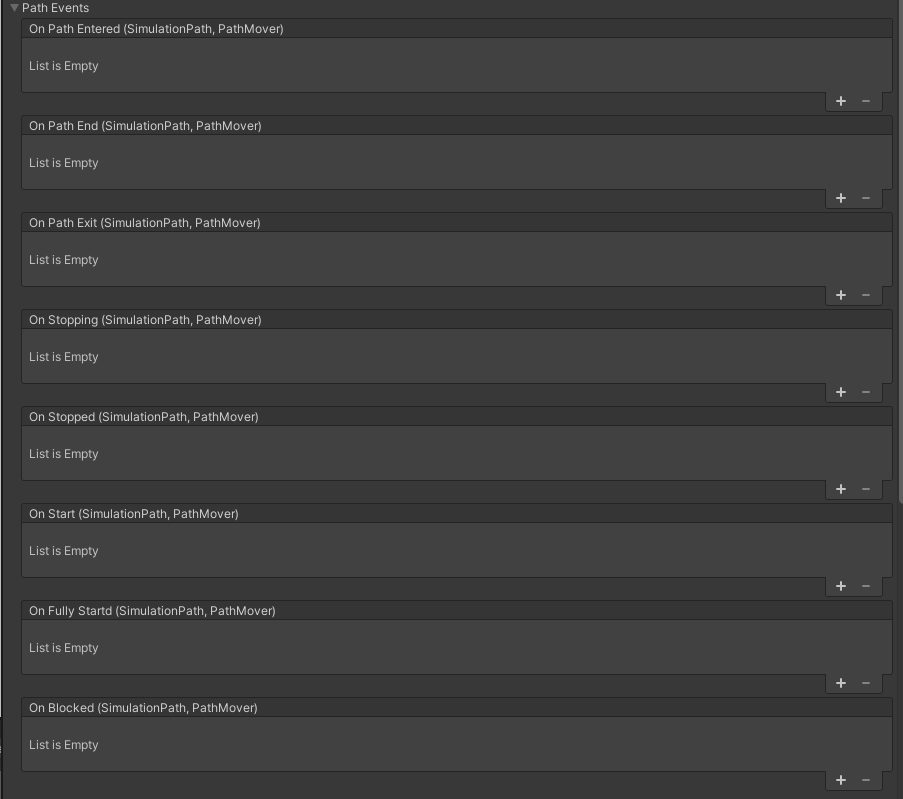 Path Events
On Path Entered (SimulationPath, PathMover)
List is Empty
+ −
On Path End (SimulationPath, PathMover)
List is Empty
+ −
On Path Exit (SimulationPath, PathMover)
List is Empty
+ −
On Stopping (SimulationPath, PathMover)
List is Empty
+ −
On Stopped (SimulationPath, PathMover)
List is Empty
+ −
On Start (SimulationPath, PathMover)
List is Empty
+ −
On Fully Startd (SimulationPath, PathMover)
List is Empty
+ −
On Blocked (SimulationPath, PathMover)
List is Empty
+ −